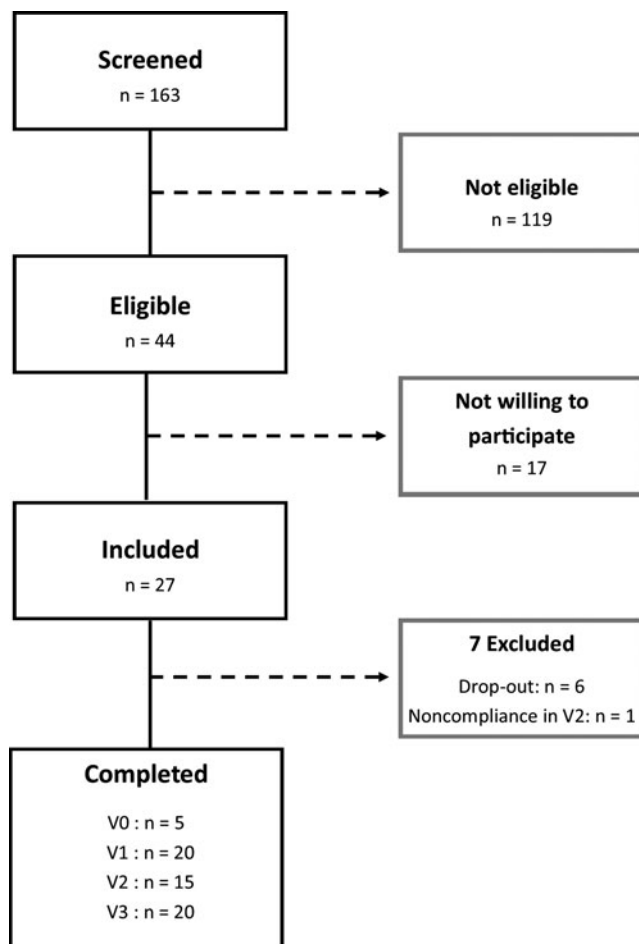 Screened
n = 163
Not eligible
n = 119
Eligible
n = 44
Not willing to
participate
n = 17
Included
n = 27
7 Excluded
Drop-out: n = 6
Noncompliance in V2: n = 1
Completed
V0 : n = 5
V1 : n = 20
V2 : n = 15
V3 : n = 20